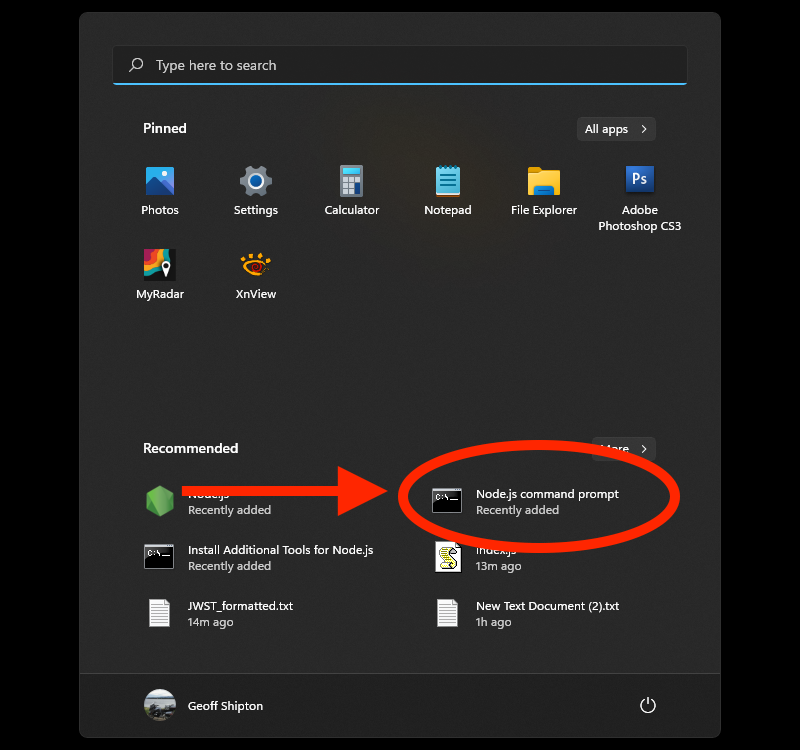 Type here to search
Pinned
All apps
Photos
Settings
Calculator
Notepad
File Explorer
Ps
Adobe
Photoshop CS3
MyRadar
XnView
Recommended
More
Node.js
Recently added
C:\_
Node.js command prompt
Recently added
C:\_
Install Additional Tools for Node.js
Recently added
index.js
13m ago
JWST_formatted.txt
14m ago
New Text Document (2).txt
1h ago
Geoff Shipton